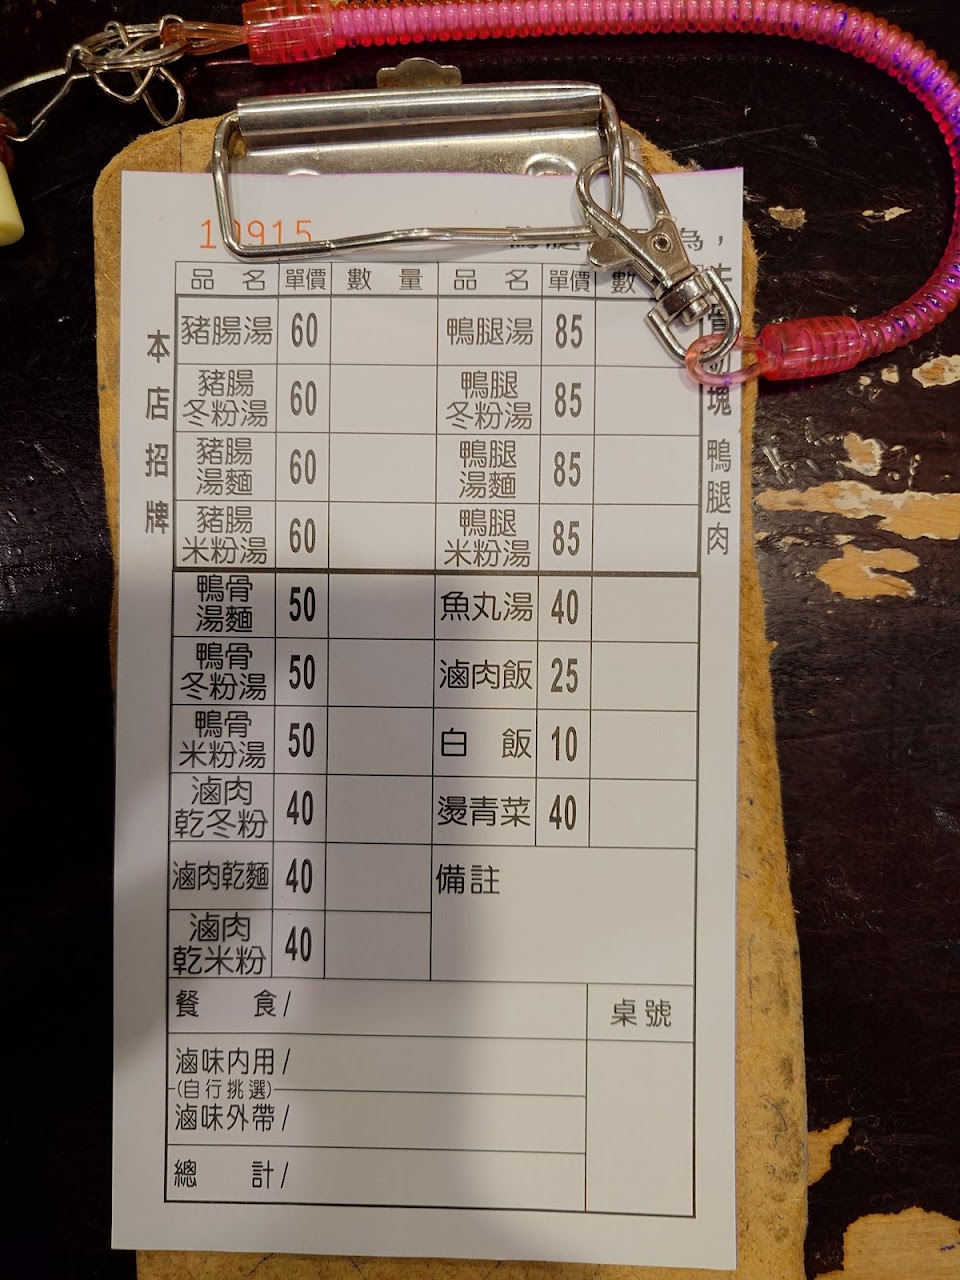 10915
為，
品 名 單價 數 量 品 名 單價 數
本店招牌
豬腸湯 60 鴨腿湯 85
豬腸
冬粉湯 60 鴨腿
冬粉湯 85
豬腸
湯麵 60 鴨腿
湯麵 85
豬腸
米粉湯 60 鴨腿
米粉湯 85
塊鴨腿肉
鴨骨
湯麵 50 魚丸湯 40
鴨骨
冬粉湯 50 滷肉飯 25
鴨骨
米粉湯 50 白 飯 10
滷肉
乾冬粉 40 燙青菜 40
滷肉乾麵 40 備註
滷肉
乾米粉 40
餐 食/ 桌號
滷味內用/
(自行挑選)
滷味外帶/
總 計/